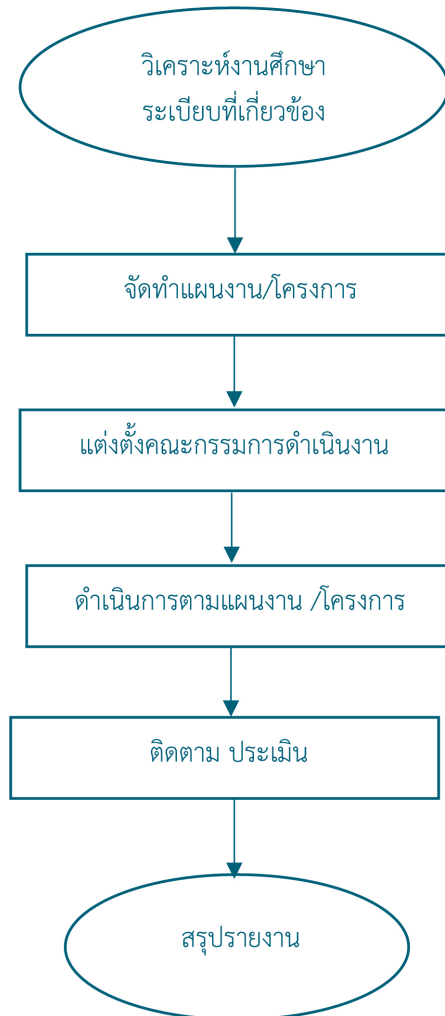 วิเคราะห์งานศึกษา
ระเบียบที่เกี่ยวข้อง
จัดทำแผนงาน/โครงการ
แต่งตั้งคณะกรรมการดำเนินงาน
ดำเนินการตามแผนงาน /โครงการ
ติดตาม ประเมิน
สรุปรายงาน